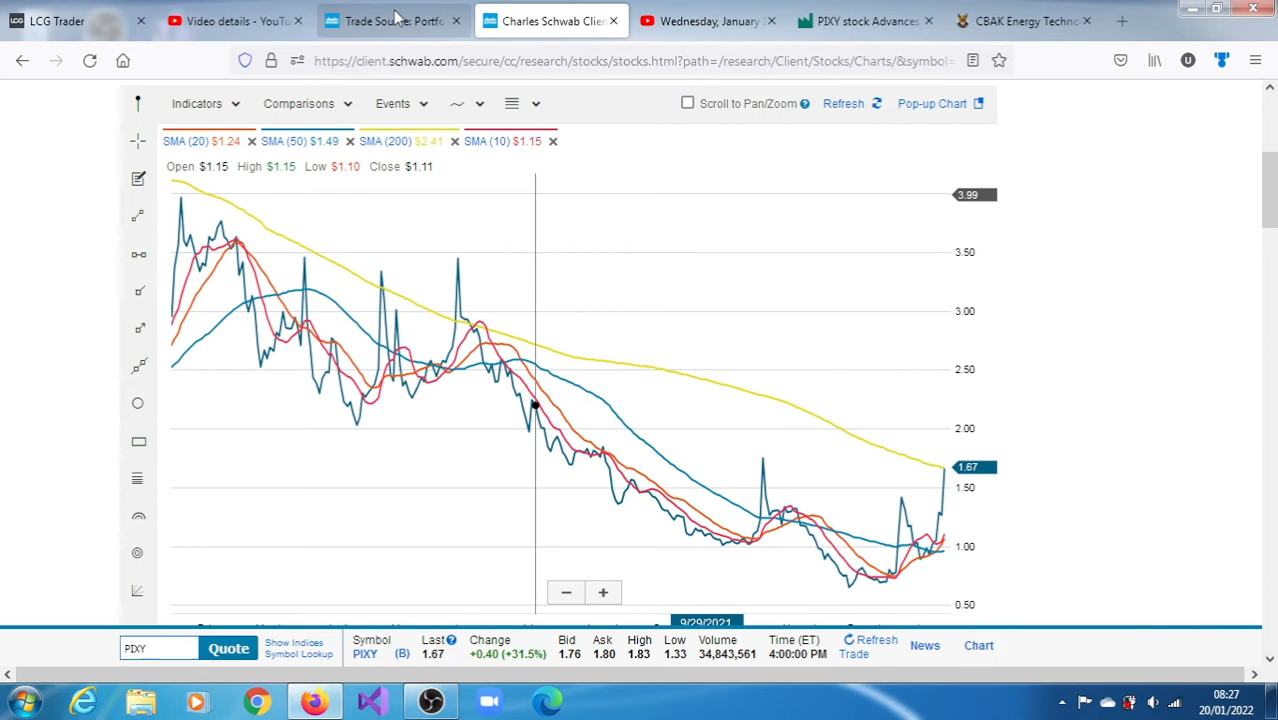 LCG Trader
Video details - YouTu
Trade Source: Portfo
Charles Schwab Clien
Wednesday, January
PIXY stock Advances
CBAK Energy Techno
https://client.schwab.com/secure/cc/research/stocks/stocks.html?path=/research/Client/Stocks/Charts/&symbol=
Indicators Comparisons Events Scroll to Pan/Zoom Refresh Pop-up Chart
SMA (20) $1.24 SMA (50) $1.49 SMA (200) $2.41 SMA (10) $1.15
Open $1.15 High $1.15 Low $1.10 Close $1.11
3.99
3.50
3.00
2.50
2.00
1.67
1.50
1.00
0.50
9/29/2021
PIXY Quote
Show Indices
Symbol Lookup
Symbol Last Change Bid Ask High Low Volume Time (ET) Refresh
PIXY (B) 1.67 +0.40 (+31.5%) 1.76 1.80 1.83 1.33 34,843,561 4:00:00 PM Trade
News Chart
08:27
20/01/2022